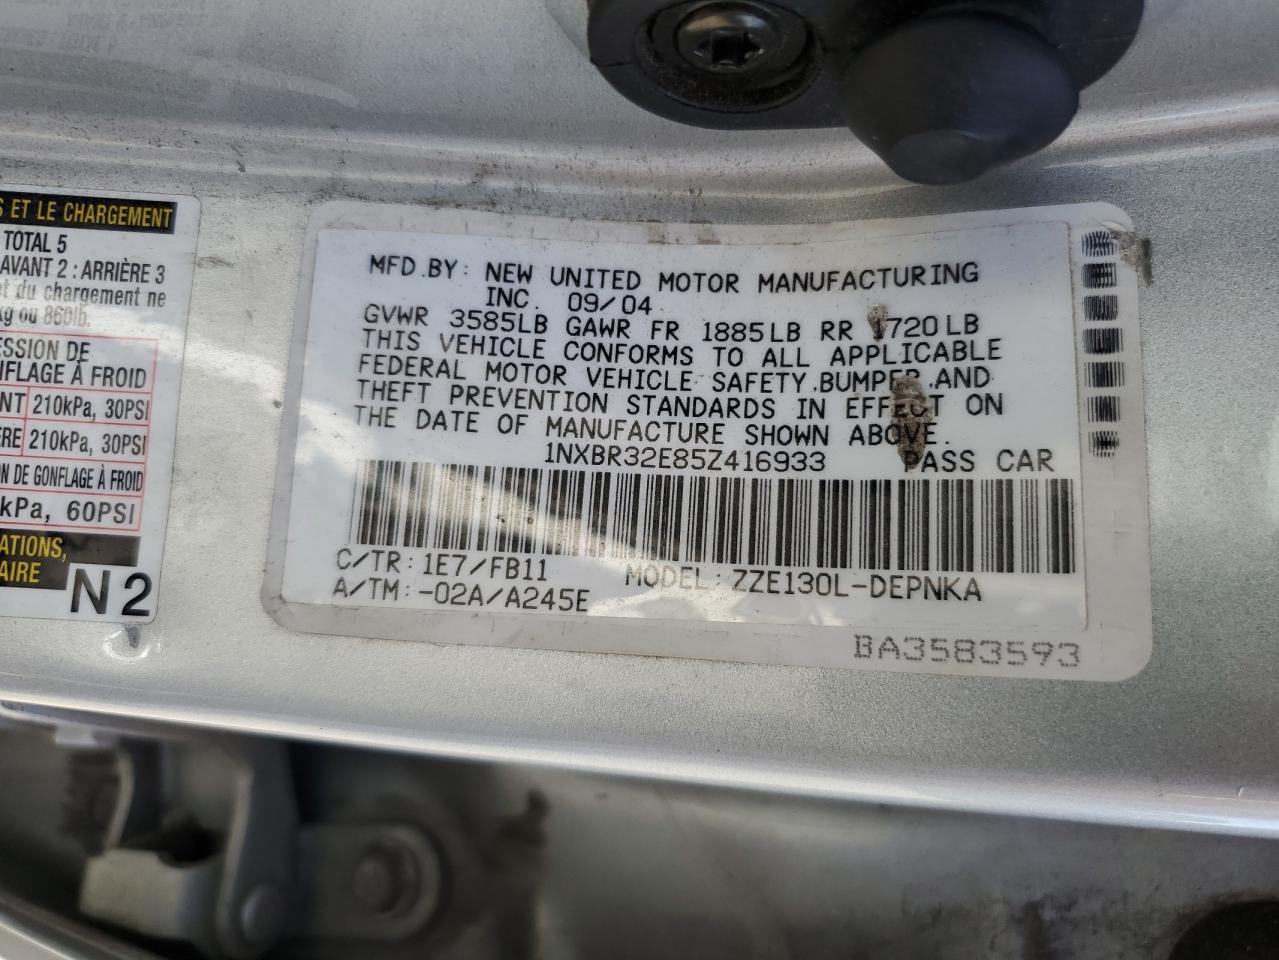 S ET LE CHARGEMENT
TOTAL 5
AVANT 2 : ARRIÈRE 3
et du chargement ne
kg ou 860lb.
ESSION DE
NFLAGE À FROID
NT 210kPa, 30PSI
ÈRE 210kPa, 30PSI
ON DE GONFLAGE À FROID
kPa, 60PSI
ATIONS,
AIRE
N2
MFD.BY: NEW UNITED MOTOR MANUFACTURING
INC. 09/04
GVWR 3585LB GAWR FR 1885LB RR 1720LB
THIS VEHICLE CONFORMS TO ALL APPLICABLE
FEDERAL MOTOR VEHICLE SAFETY,BUMPER,AND
THEFT PREVENTION STANDARDS IN EFFECT ON
THE DATE OF MANUFACTURE SHOWN ABOVE.
1NXBR32E85Z416933 PASS CAR
C/TR:1E7/FB11 MODEL:ZZE130L-DEPNKA
A/TM:-02A/A245E
BA3583593